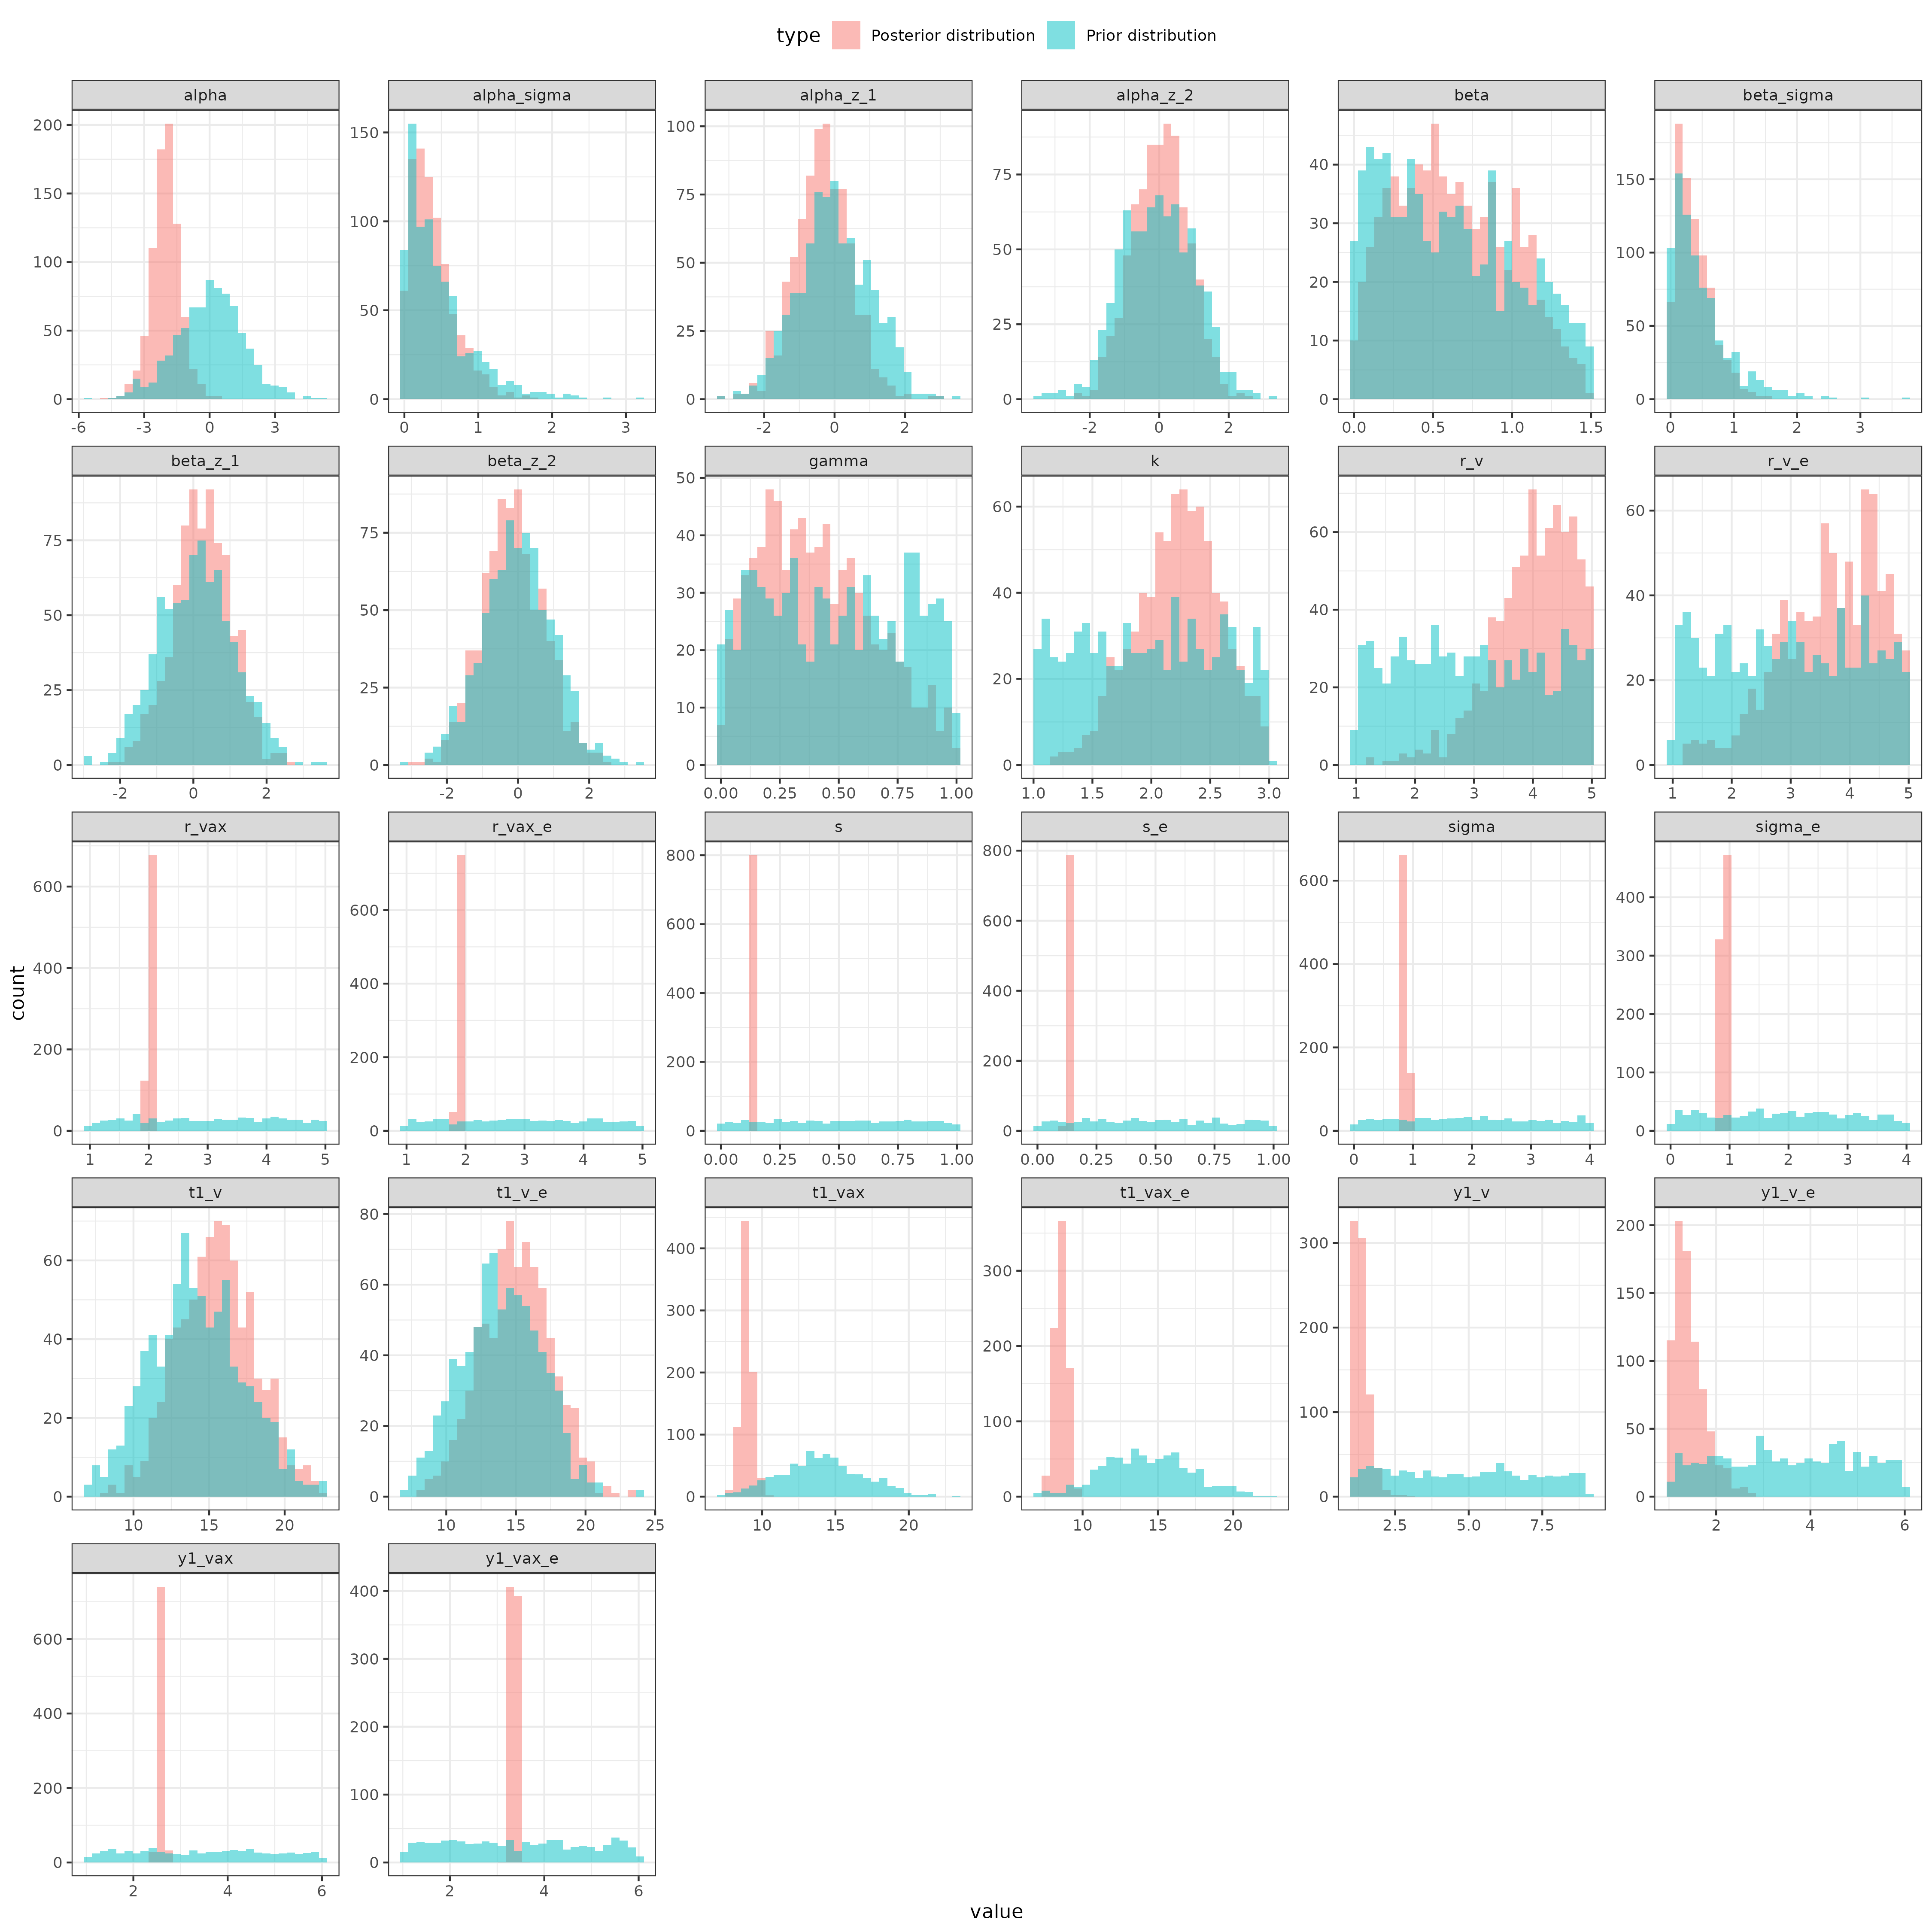 type Posterior distribution Prior distribution
alpha alpha_sigma alpha_z_1 alpha_z_2 beta beta_sigma
200 150 100 50 0
150 100 50 0
100 75 50 25 0
75 50 25 0
40 30 20 10 0
150 100 50 0
-6 -3 0 3
0 1 2 3
-2 0 2
-2 0 2
0.0 0.5 1.0 1.5
0 1 2 3
beta_z_1 beta_z_2 gamma k r_v r_v_e
75 50 25 0
75 50 25 0
50 40 30 20 10 0
60 40 20 0
60 40 20 0
60 40 20 0
-2 0 2
-2 0 2
0.00 0.25 0.50 0.75 1.00
1.0 1.5 2.0 2.5 3.0
1 2 3 4 5
1 2 3 4 5
r_vax r_vax_e s s_e sigma sigma_e
600 400 200 0
600 400 200 0
800 600 400 200 0
800 600 400 200 0
600 400 200 0
400 300 200 100 0
1 2 3 4 5
1 2 3 4 5
0.00 0.25 0.50 0.75 1.00
0.00 0.25 0.50 0.75 1.00
0 1 2 3 4
0 1 2 3 4
count
t1_v t1_v_e t1_vax t1_vax_e y1_v y1_v_e
60 40 20 0
80 60 40 20 0
400 300 200 100 0
300 200 100 0
300 200 100 0
200 150 100 50 0
10 15 20
10 15 20 25
10 15 20
10 15 20
2.5 5.0 7.5
2 4 6
y1_vax y1_vax_e
600 400 200 0
400 300 200 100 0
2 4 6
2 4 6
value